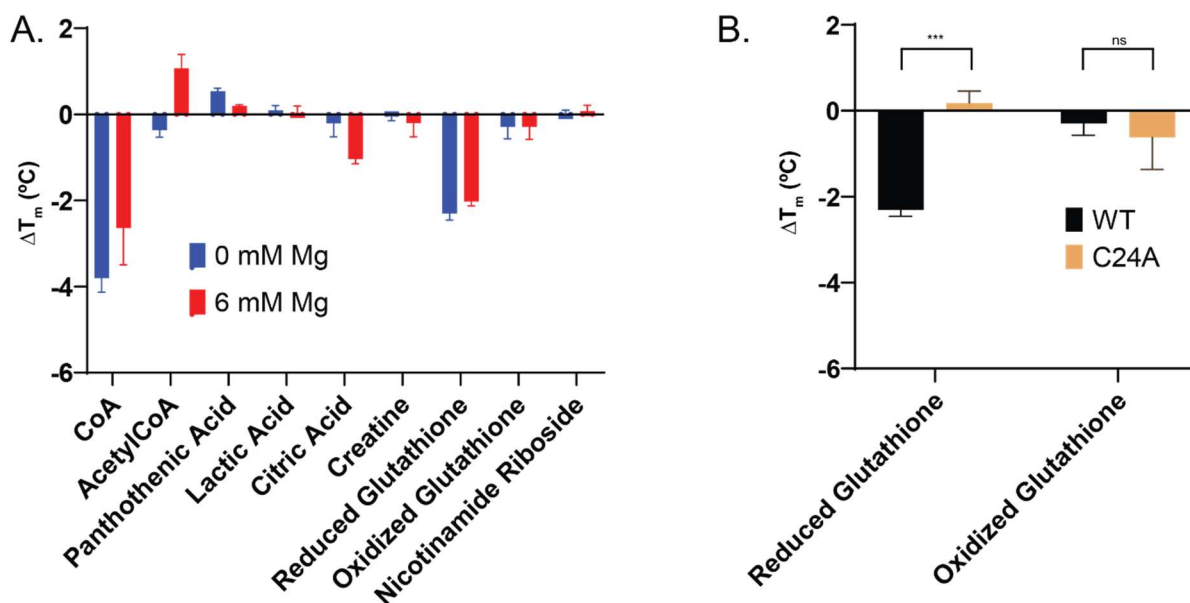 A.
2
0
-2
-4
-6
ΔTm (ºC)
0 mM Mg
6 mM Mg
CoA
AcetylCoA
Panthothenic Acid
Lactic Acid
Citric Acid
Creatine
Reduced Glutathione
Oxidized Glutathione
Nicotinamide Riboside
B.
2
0
-2
-4
-6
ΔTm (ºC)
***
ns
WT
C24A
Reduced Glutathione
Oxidized Glutathione